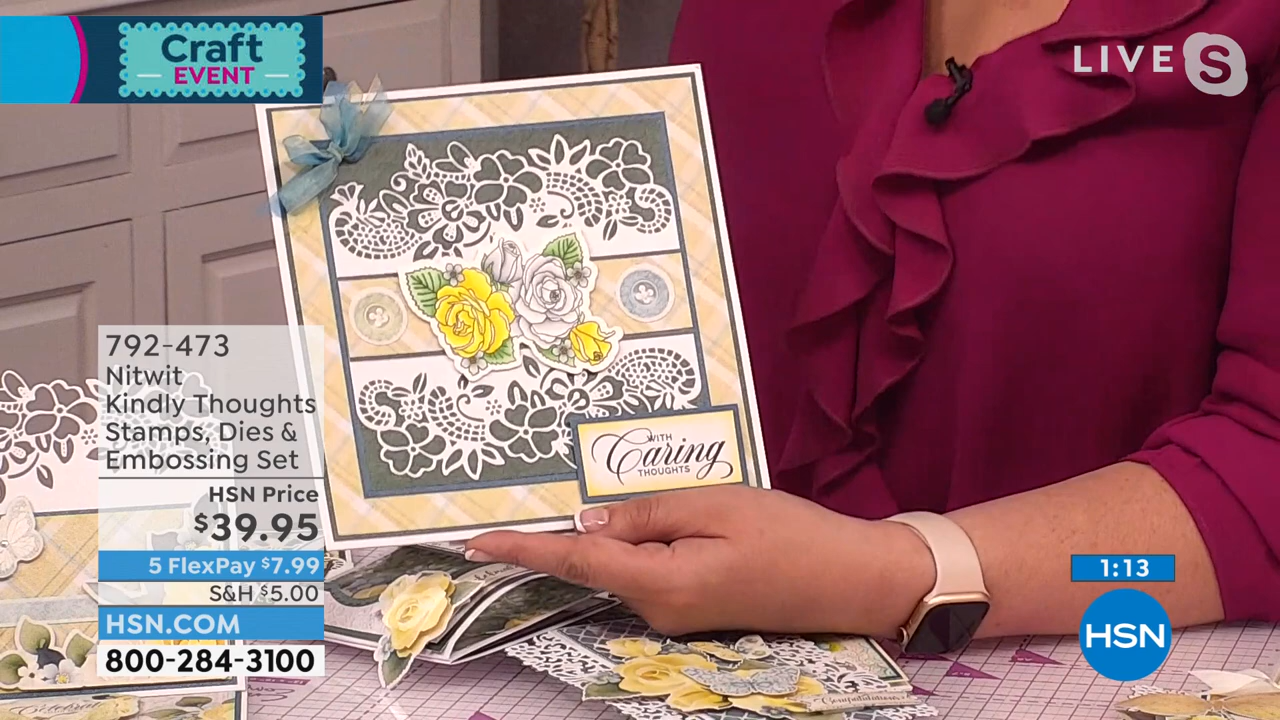 Craft
EVENT
LIVE S
WITH
Caring
THOUGHTS
792-473
Nitwit
Kindly Thoughts
Stamps, Dies &
Embossing Set
HSN Price
$39.95
5 FlexPay $7.99
S&H $5.00
HSN.COM
800-284-3100
1:13
HSN
Congratulations